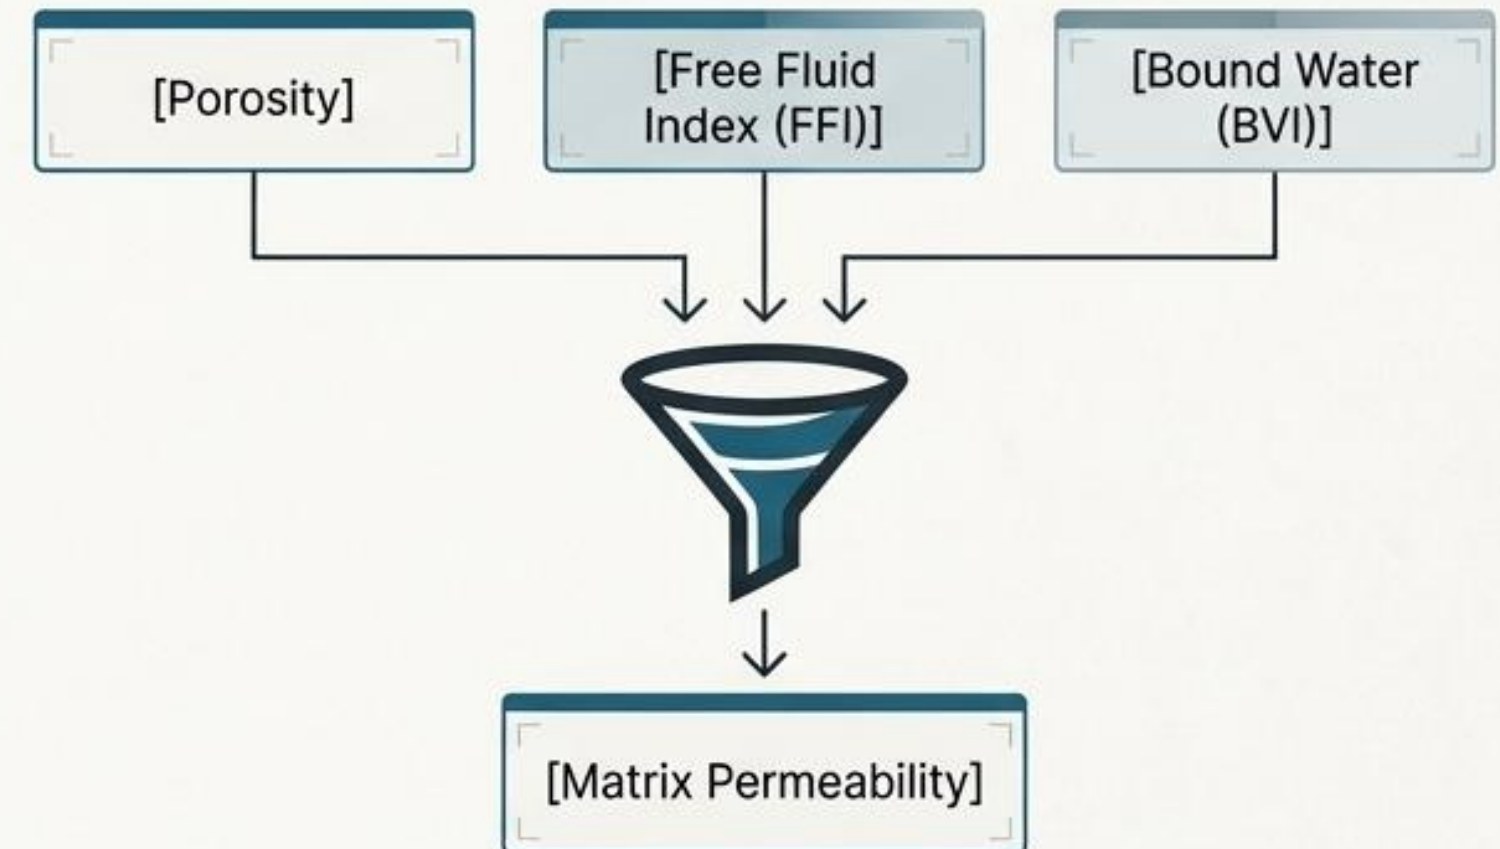 [Porosity]
[Free Fluid
Index (FFI)]
[Bound Water
(BVI)]
[Matrix Permeability]